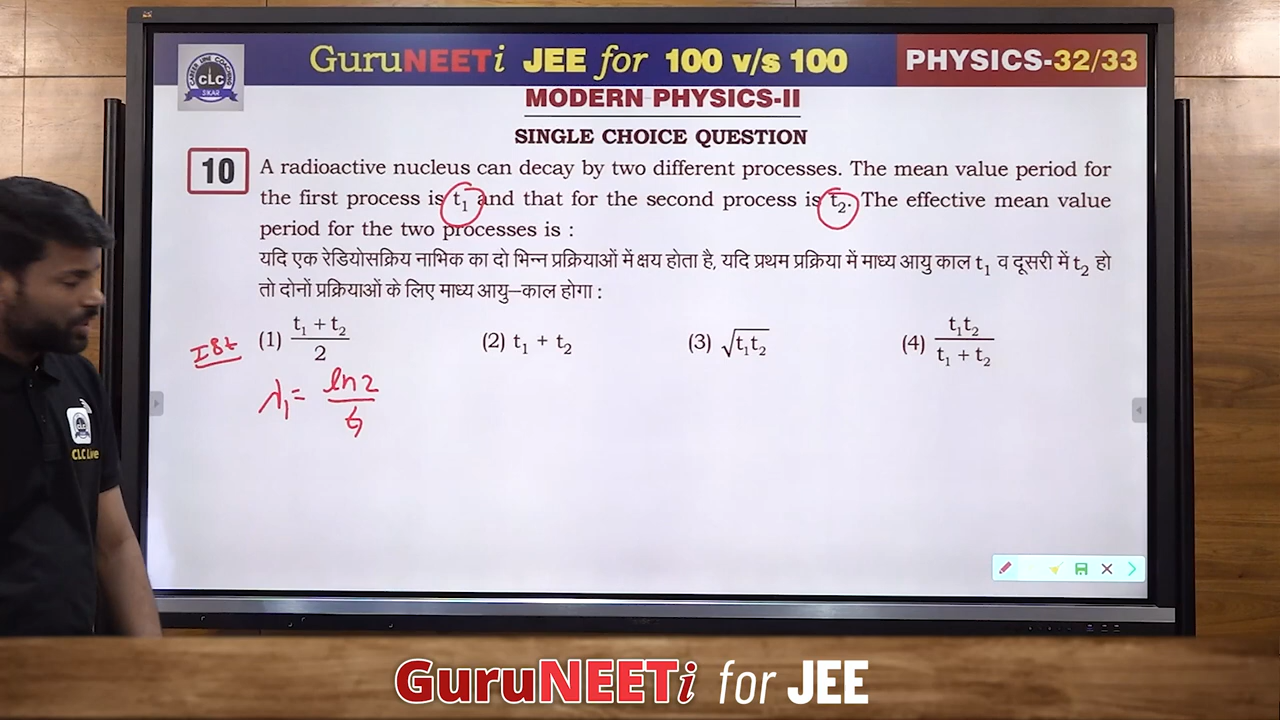 GuruNEETi JEE for 100 v/s 100
PHYSICS-32/33
CLC
SIKAR
MODERN PHYSICS-II
SINGLE CHOICE QUESTION
10
A radioactive nucleus can decay by two different processes. The mean value period for
the first process is t₁ and that for the second process is t₂. The effective mean value
period for the two processes is :
यदि एक रेडियोसक्रिय नाभिक का दो भिन्न प्रक्रियाओं में क्षय होता है, यदि प्रथम प्रक्रिया में माध्य आयु काल t₁ व दूसरी में t₂ हो
तो दोनों प्रक्रियाओं के लिए माध्य आयु–काल होगा :
(1) (t₁ + t₂)/2 (2) t₁ + t₂ (3) √t₁t₂ (4) t₁t₂/(t₁ + t₂)
Ist
λ₁ = ln2/t₁
CLC Live
GuruNEETi for JEE